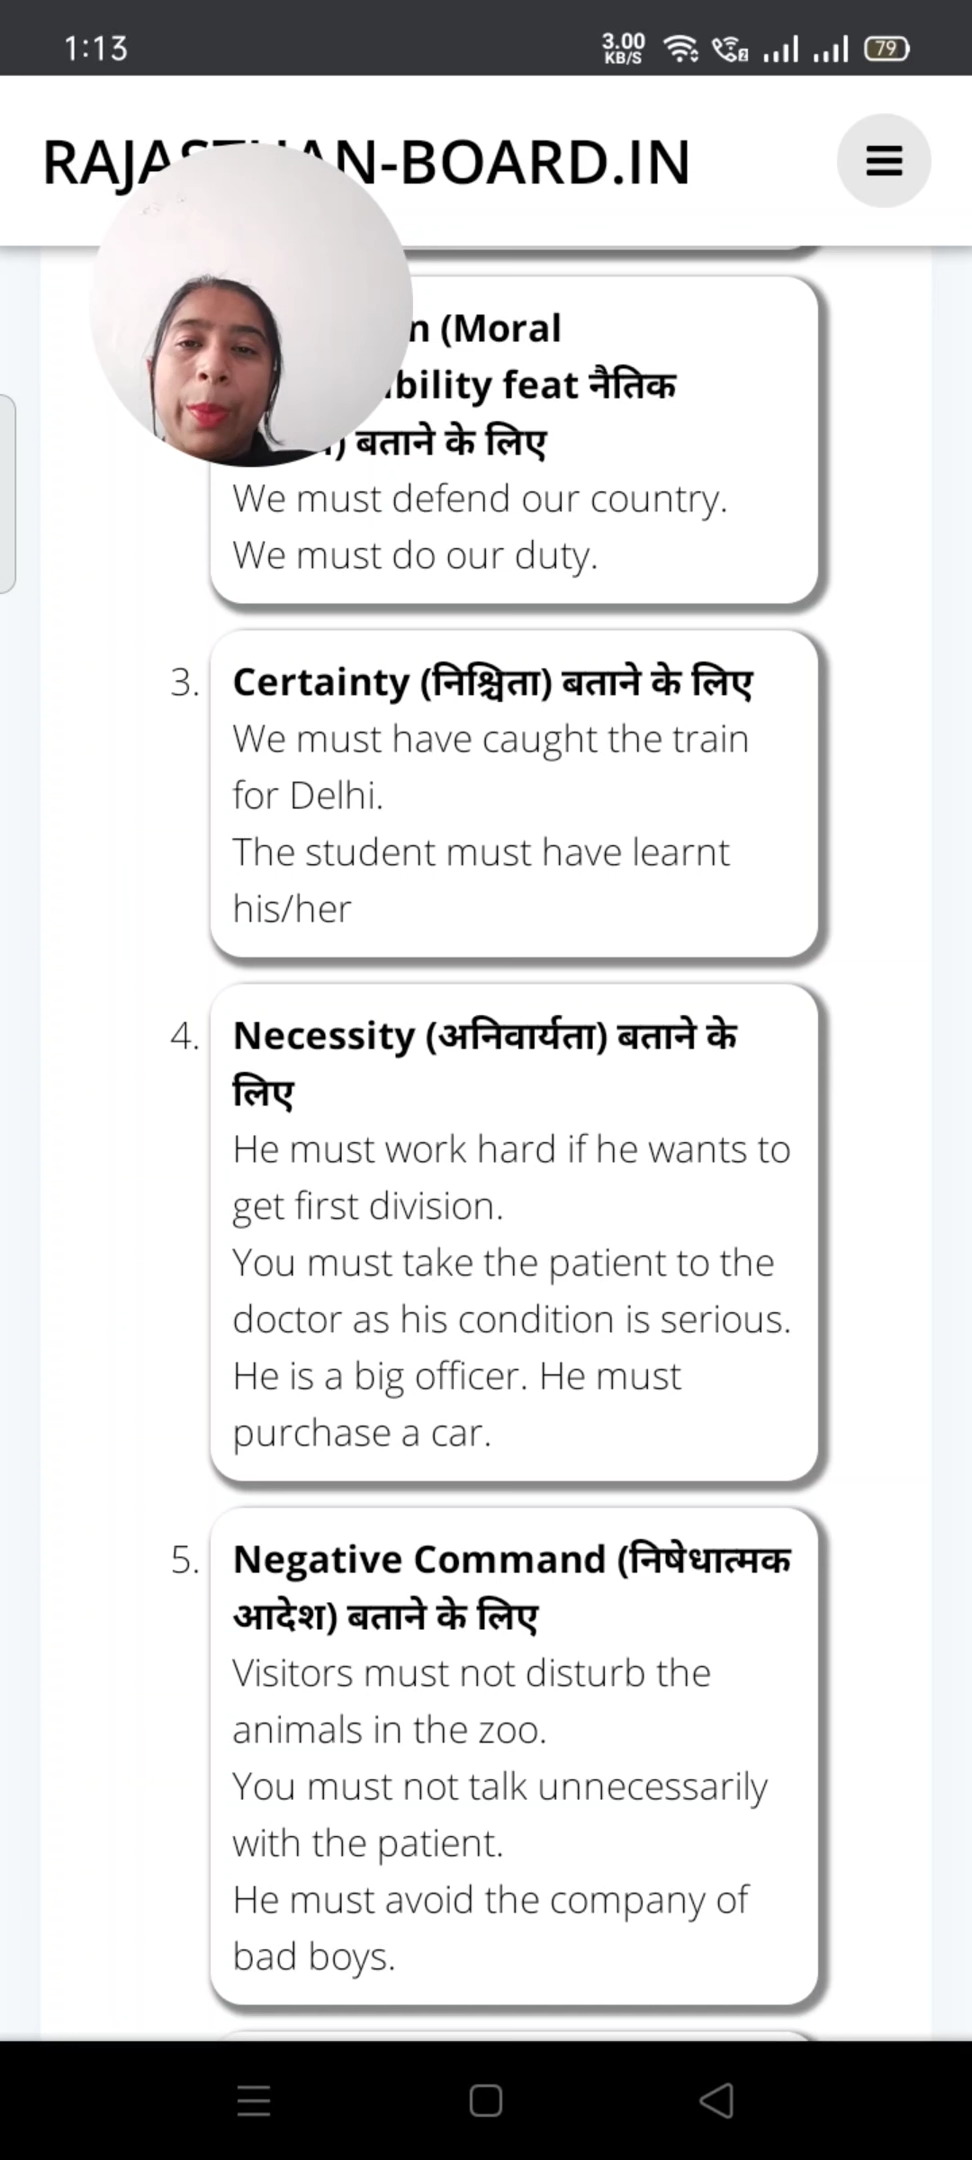 1:13
3.00
KB/S
79
RAJASTHAN-BOARD.IN
(Moral
feat नैतिक
बताने के लिए
We must defend our country.
We must do our duty.
3. Certainty (निश्चिता) बताने के लिए
We must have caught the train
for Delhi.
The student must have learnt
his/her
4. Necessity (अनिवार्यता) बताने के
लिए
He must work hard if he wants to
get first division.
You must take the patient to the
doctor as his condition is serious.
He is a big officer. He must
purchase a car.
5. Negative Command (निषेधात्मक
आदेश) बताने के लिए
Visitors must not disturb the
animals in the zoo.
You must not talk unnecessarily
with the patient.
He must avoid the company of
bad boys.